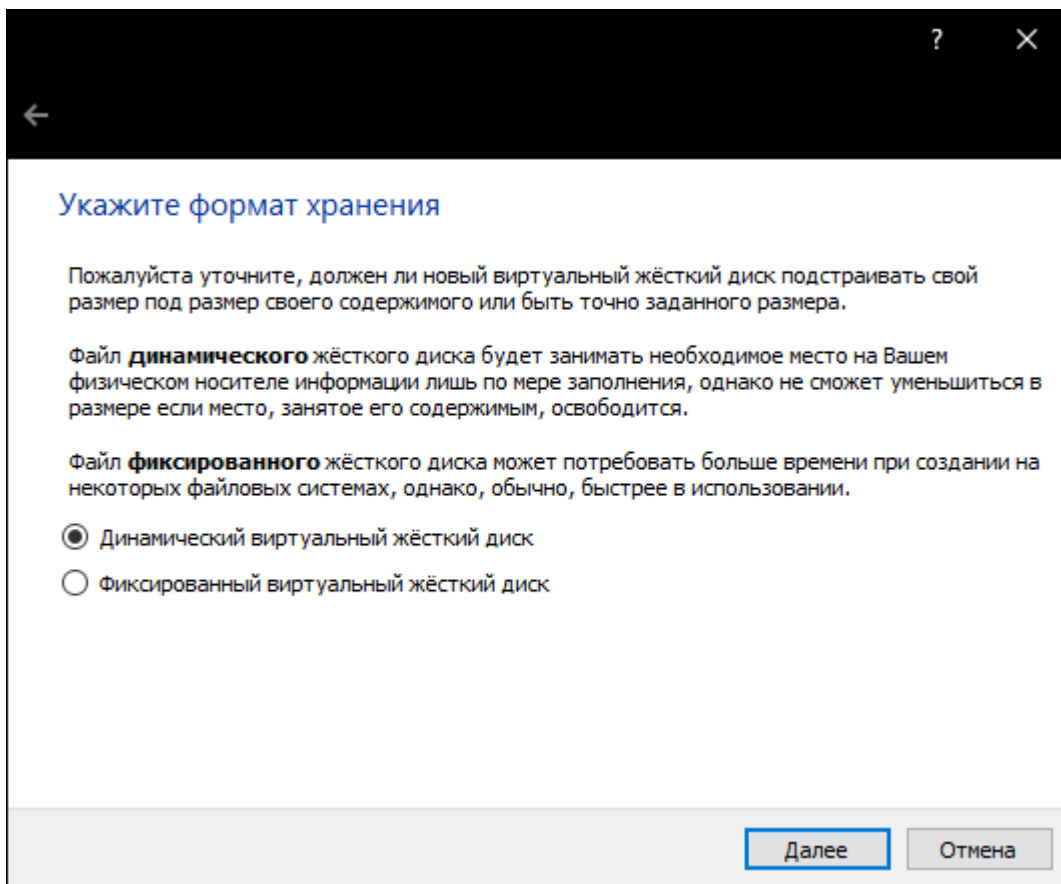 ?
Укажите формат хранения
Пожалуйста уточните, должен ли новый виртуальный жёсткий диск подстраивать свой
размер под размер своего содержимого или быть точно заданного размера.
Файл динамического жёсткого диска будет занимать необходимое место на Вашем
физическом носителе информации лишь по мере заполнения, однако не сможет уменьшиться в
размере если место, занятое его содержимым, освободится.
Файл фиксированного жёсткого диска может потребовать больше времени при создании на
некоторых файловых системах, однако, обычно, быстрее в использовании.
Динамический виртуальный жёсткий диск
Фиксированный виртуальный жёсткий диск
Далее Отмена